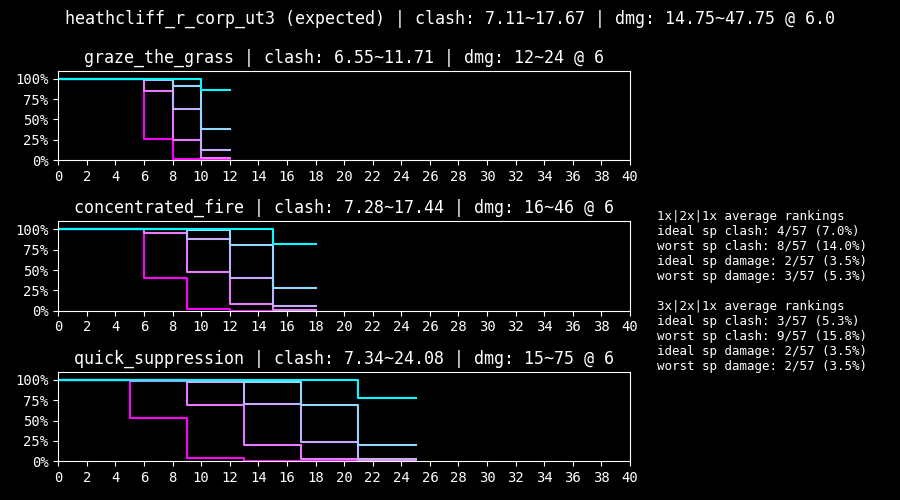 heathcliff_r_corp_ut3 (expected) | clash: 7.11~17.67 | dmg: 14.75~47.75 @ 6.0
graze_the_grass | clash: 6.55~11.71 | dmg: 12~24 @ 6
100%
75%
50%
25%
0%
0 2 4 6 8 10 12 14 16 18 20 22 24 26 28 30 32 34 36 38 40
concentrated_fire | clash: 7.28~17.44 | dmg: 16~46 @ 6
100%
75%
50%
25%
0%
0 2 4 6 8 10 12 14 16 18 20 22 24 26 28 30 32 34 36 38 40
quick_suppression | clash: 7.34~24.08 | dmg: 15~75 @ 6
100%
75%
50%
25%
0%
0 2 4 6 8 10 12 14 16 18 20 22 24 26 28 30 32 34 36 38 40
1x|2x|1x average rankings
ideal sp clash: 4/57 (7.0%)
worst sp clash: 8/57 (14.0%)
ideal sp damage: 2/57 (3.5%)
worst sp damage: 3/57 (5.3%)
3x|2x|1x average rankings
ideal sp clash: 3/57 (5.3%)
worst sp clash: 9/57 (15.8%)
ideal sp damage: 2/57 (3.5%)
worst sp damage: 2/57 (3.5%)